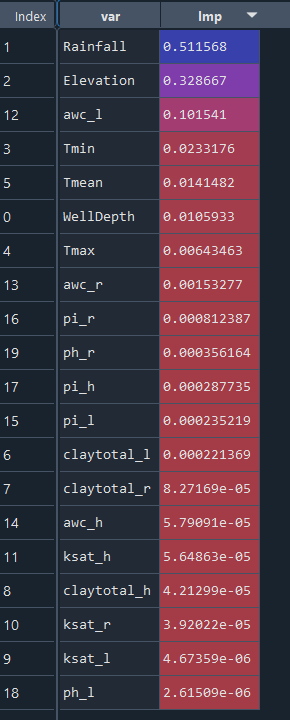 Index var Imp
1 Rainfall 0.511568
2 Elevation 0.328667
12 awc_l 0.101541
3 Tmin 0.0233176
5 Tmean 0.0141482
0 WellDepth 0.0105933
4 Tmax 0.00643463
13 awc_r 0.00153277
16 pi_r 0.000812387
19 ph_r 0.000356164
17 pi_h 0.000287735
15 pi_l 0.000235219
6 claytotal_l 0.000221369
7 claytotal_r 8.27169e-05
14 awc_h 5.79091e-05
11 ksat_h 5.64863e-05
8 claytotal_h 4.21299e-05
10 ksat_r 3.92022e-05
9 ksat_l 4.67359e-06
18 ph_l 2.61509e-06